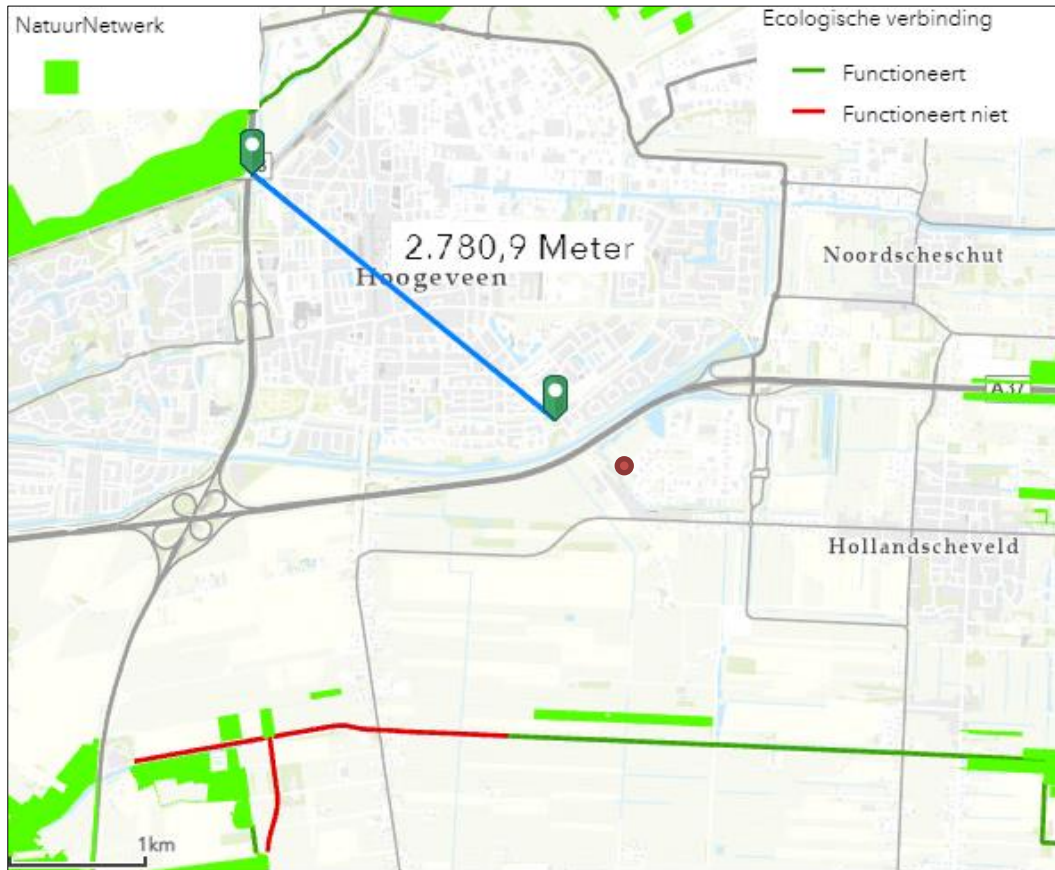 NatuurNetwerk
Ecologische verbinding
Functioneert
Functioneert niet
2.780,9 Meter
Hoogeveen
Noordscheschut
A37
Hollandscheveld
1km